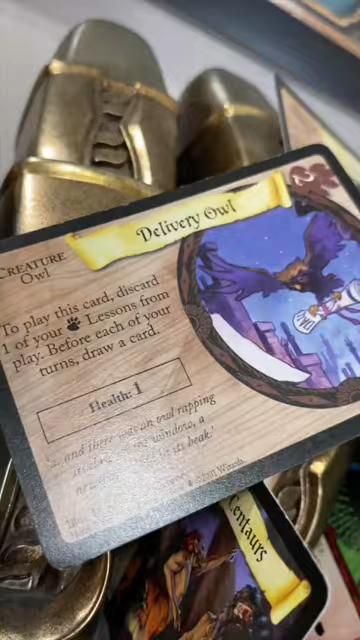 Delivery Owl
CREATURE
Owl
To play this card, discard
1 of your Lessons from
play. Before each of your
turns, draw a card.
Health: 1
and there was an owl rapping
window, a
beak!
Centaurs